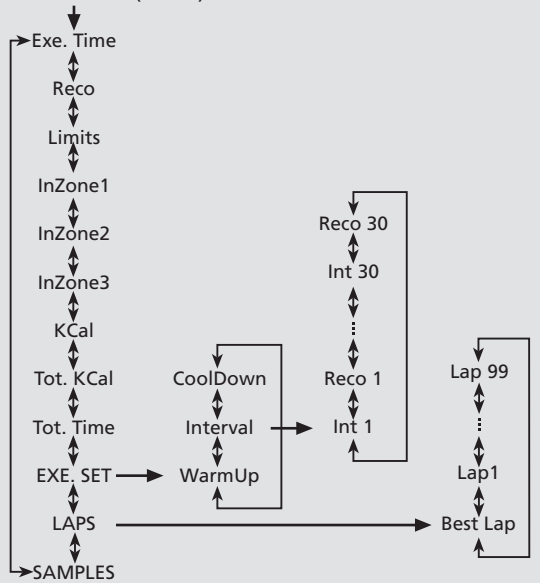 Exe. Time
Reco
Limits
InZone1
InZone2
InZone3
KCal
Tot. KCal
Tot. Time
EXE. SET
LAPS
SAMPLES
CoolDown
Interval
WarmUp
Reco 30
Int 30
Reco 1
Int 1
Lap 99
Lap1
Best Lap